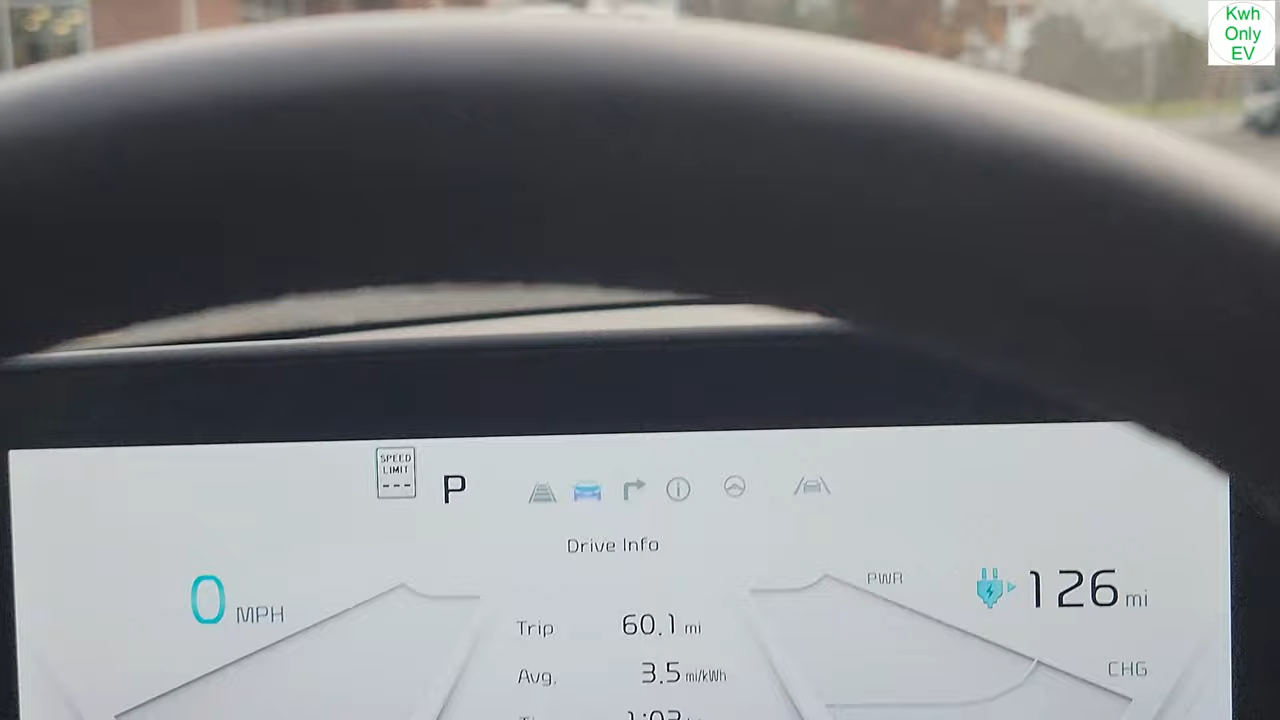 Kwh
Only
EV
SPEED
LIMIT
---
P
Drive Info
0 MPH
PWR
126 mi
Trip 60.1 mi
CHG
Avg. 3.5 mi/kWh